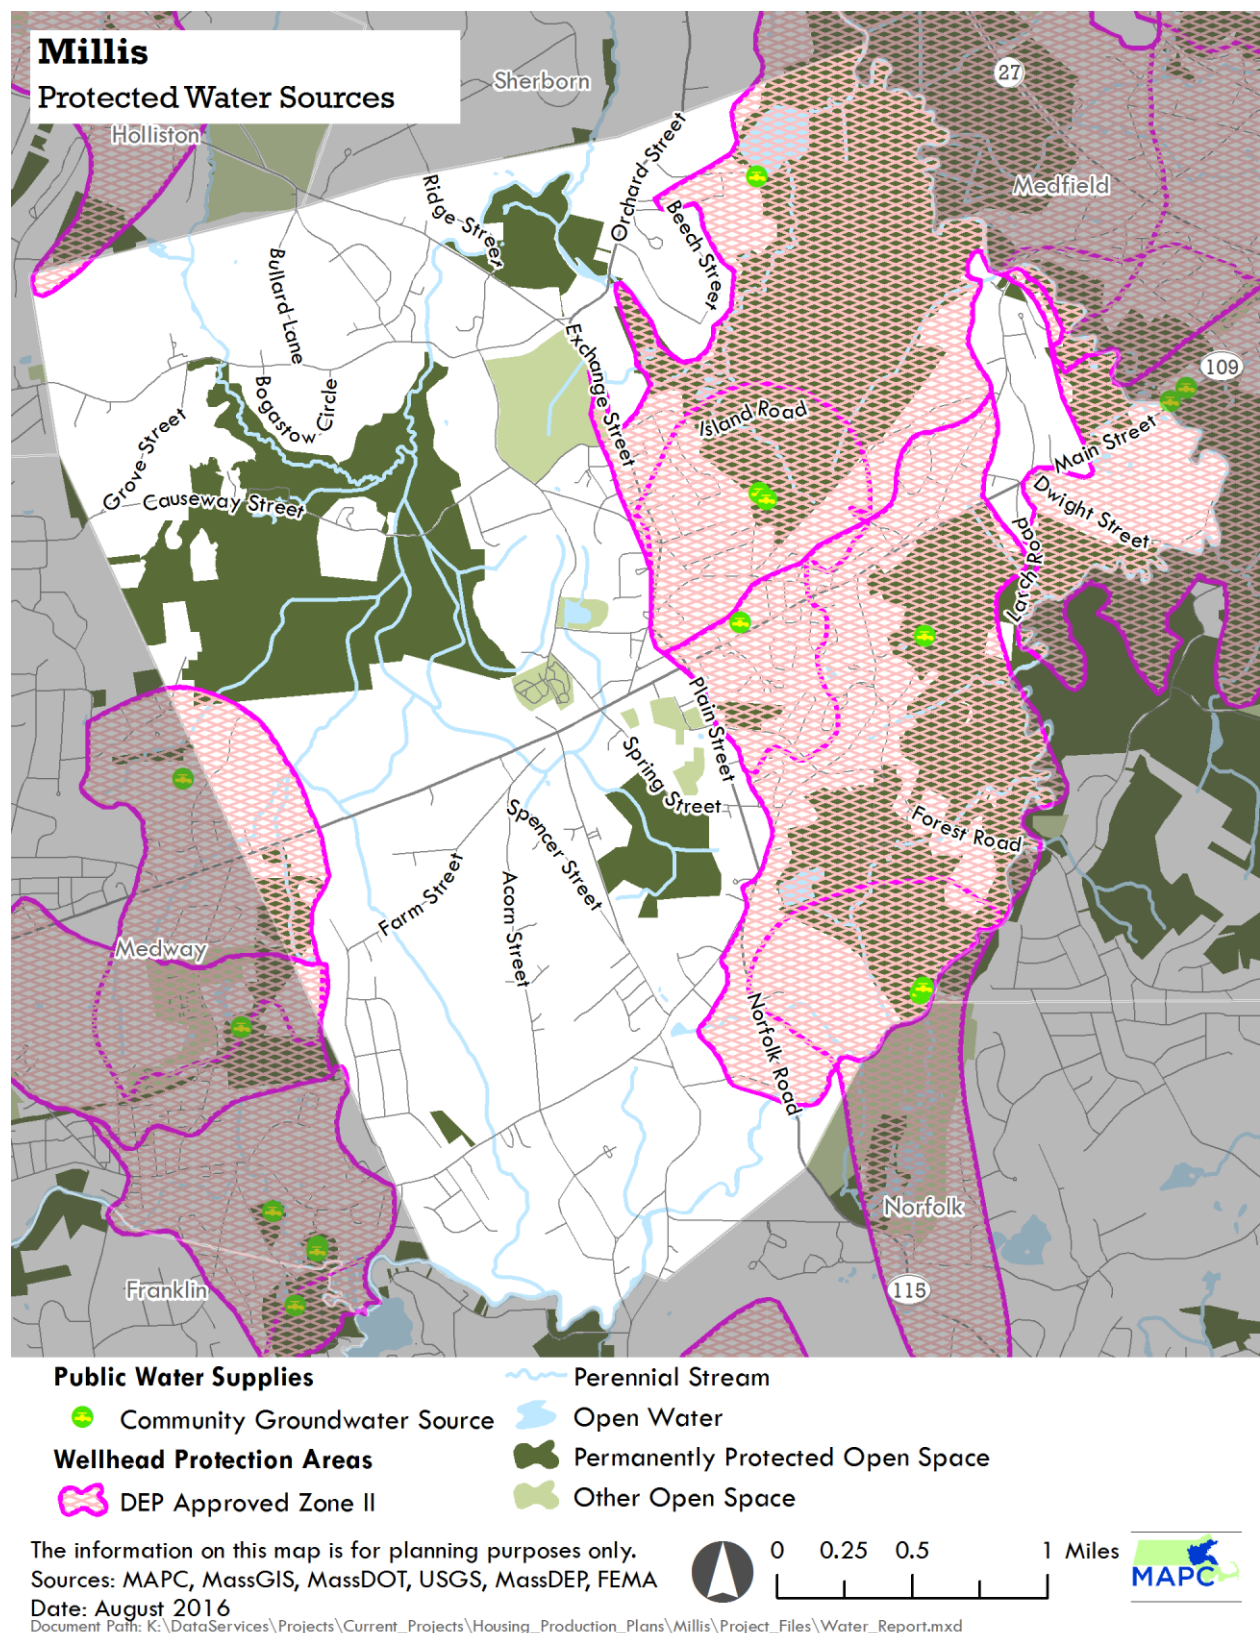 Millis
Protected Water Sources
Sherborn
27
Holliston
Medfield
Orchard Street
Ridge Street
Beech Street
Bullard Lane
Exchange Street
109
Bogastow Circle
Island Road
Grove Street
Main Street
Causeway Street
Dwight Street
Larch Road
Plain Street
Spring Street
Spencer Street
Forest Road
Farm Street
Acorn Street
Medway
Norfolk Road
Norfolk
Franklin
115
Public Water Supplies
Community Groundwater Source
Wellhead Protection Areas
DEP Approved Zone II
Perennial Stream
Open Water
Permanently Protected Open Space
Other Open Space
The information on this map is for planning purposes only.
Sources: MAPC, MassGIS, MassDOT, USGS, MassDEP, FEMA
Date: August 2016
Document Path: K:\DataServices\Projects\Current_Projects\Housing_Production_Plans\Millis\Project_Files\Water_Report.mxd
0 0.25 0.5 1 Miles
MAPC